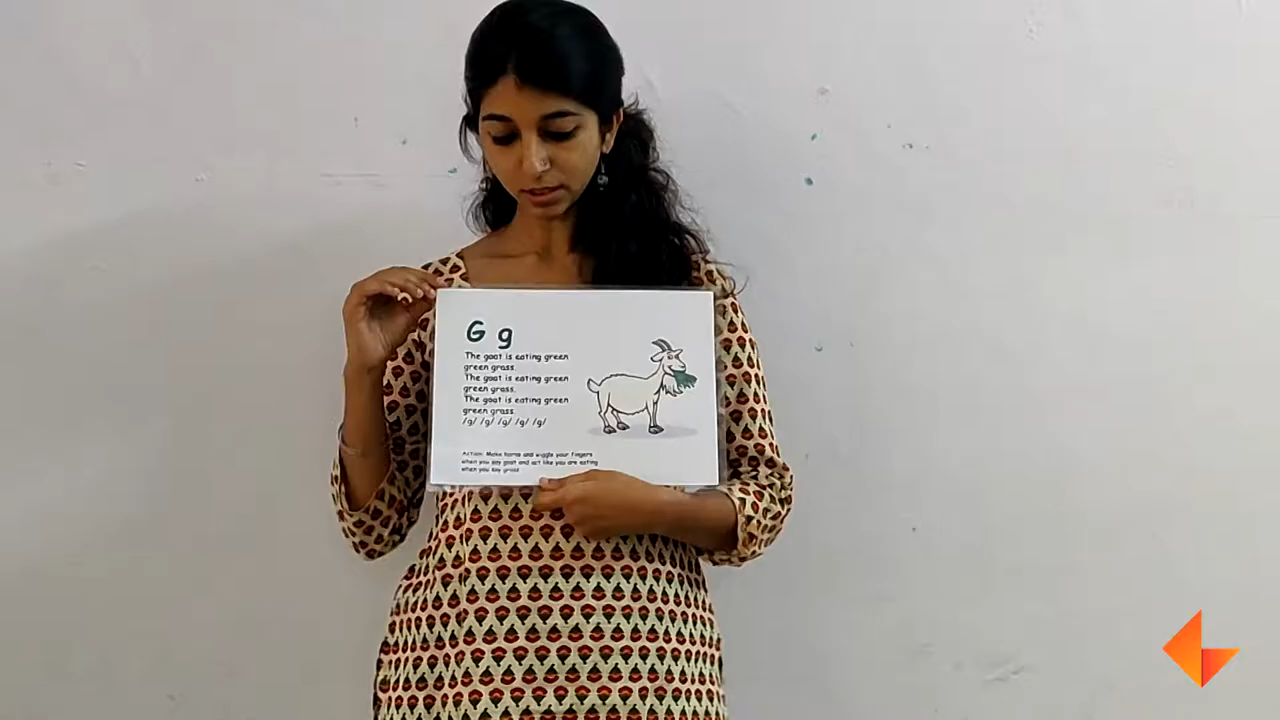 G g
The goat is eating green
green grass.
The goat is eating green
green grass.
The goat is eating green
green grass.
/g/ /g/ /g/ /g/ /g/
Action: Make horns and wiggle your fingers
when you say goat and act like you are eating
when you say grass